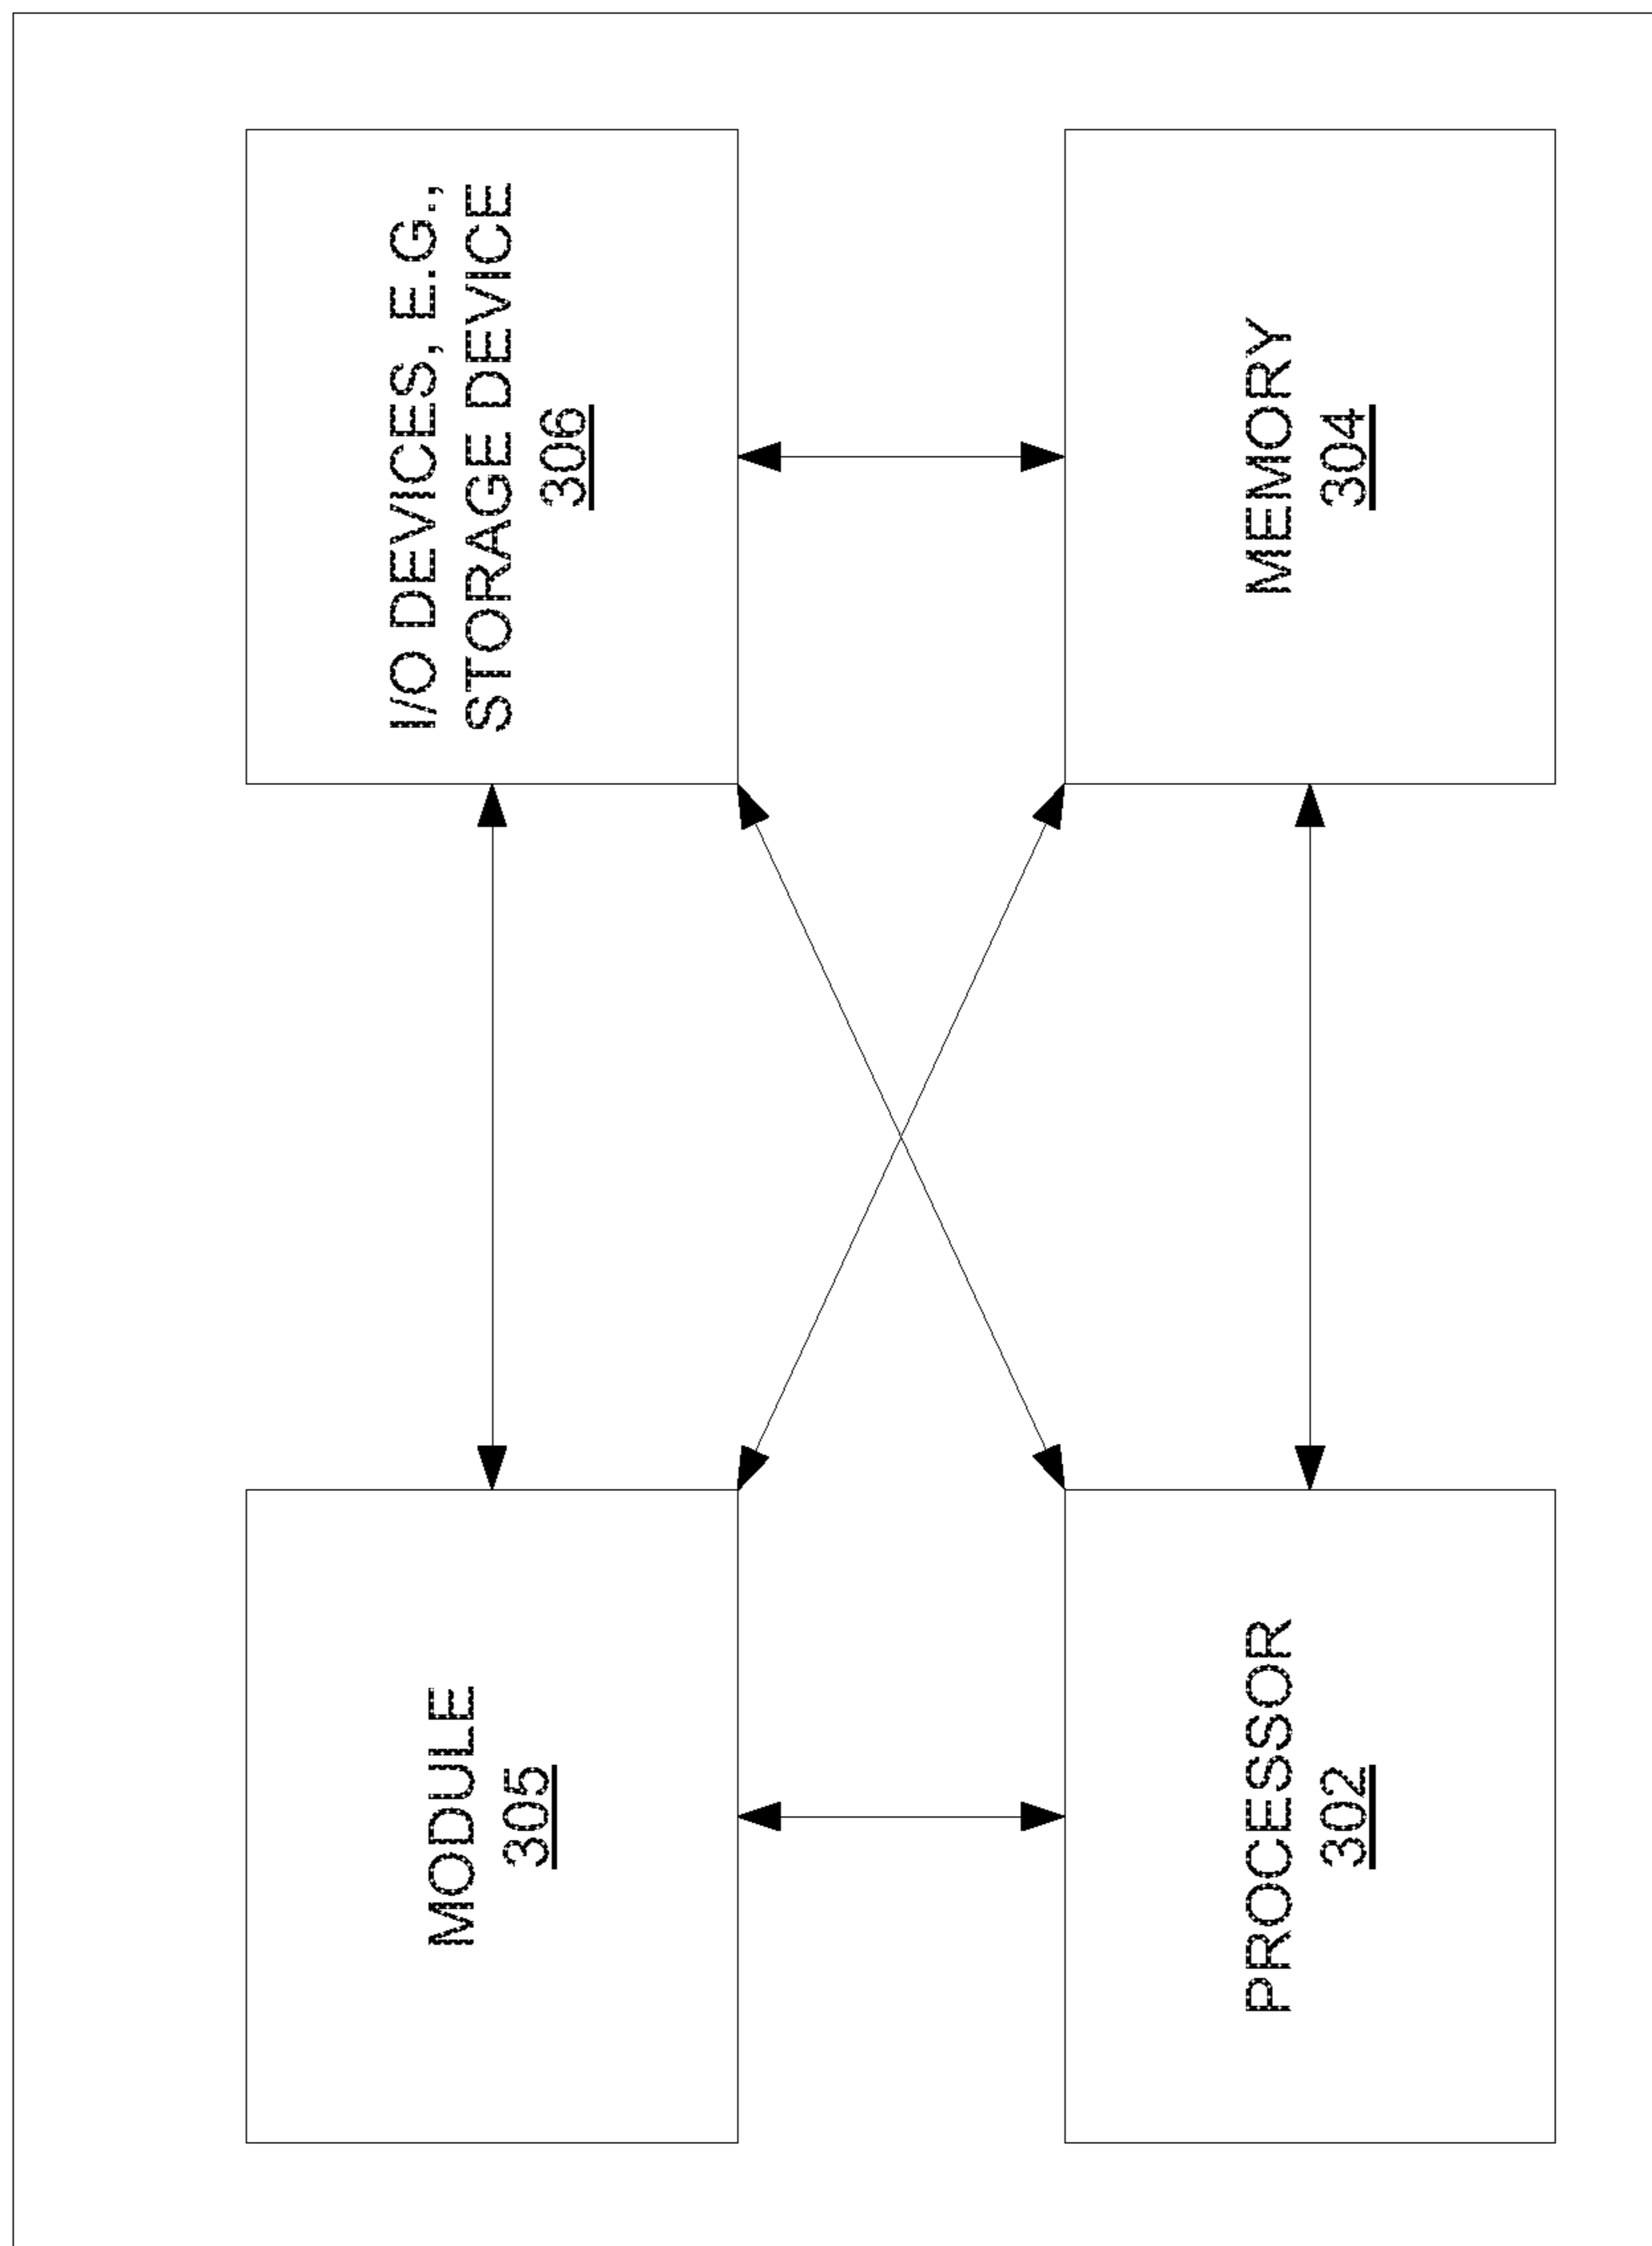 MODULE
305
I/O DEVICES, E.G.,
STORAGE DEVICE
306
PROCESSOR
302
MEMORY
304